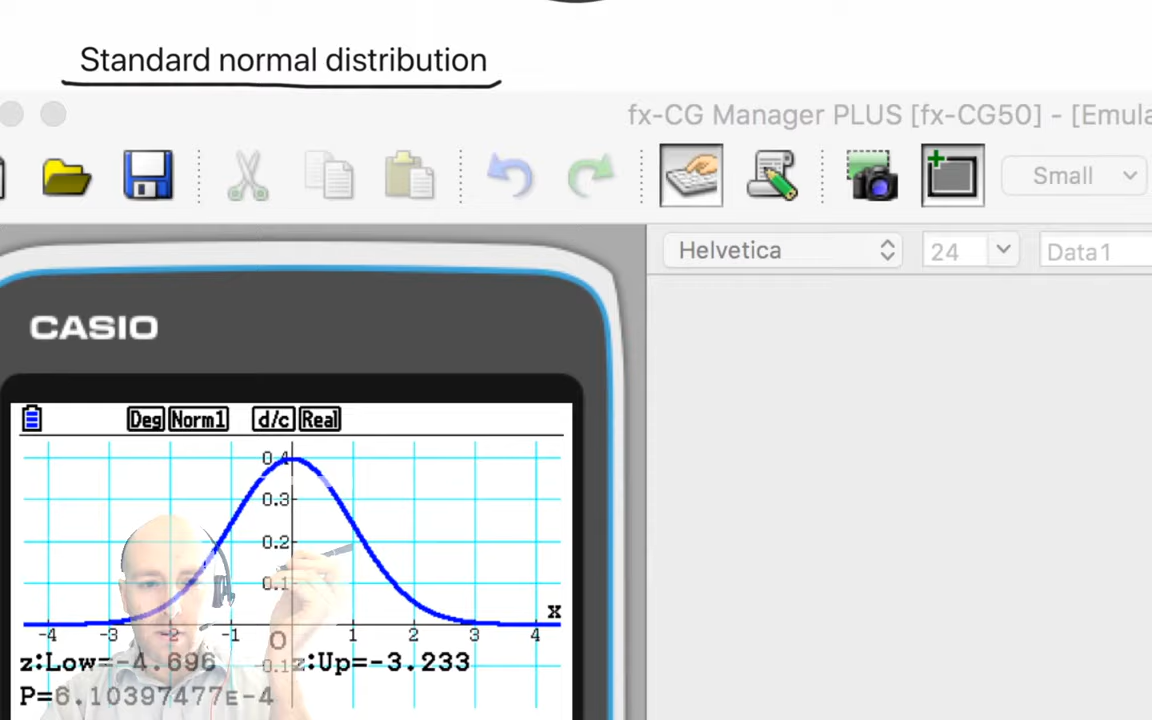 Standard normal distribution
fx-CG Manager PLUS [fx-CG50] - [Emula
Small
Helvetica 24 Data1
CASIO
Deg Norm1 d/c Real
0.4
0.3
0.2
0.1
x
-4 -3 -2 -1 O 1 2 3 4
-0.1
z:Low=-4.696 z:Up=-3.233
P=6.10397477E-4